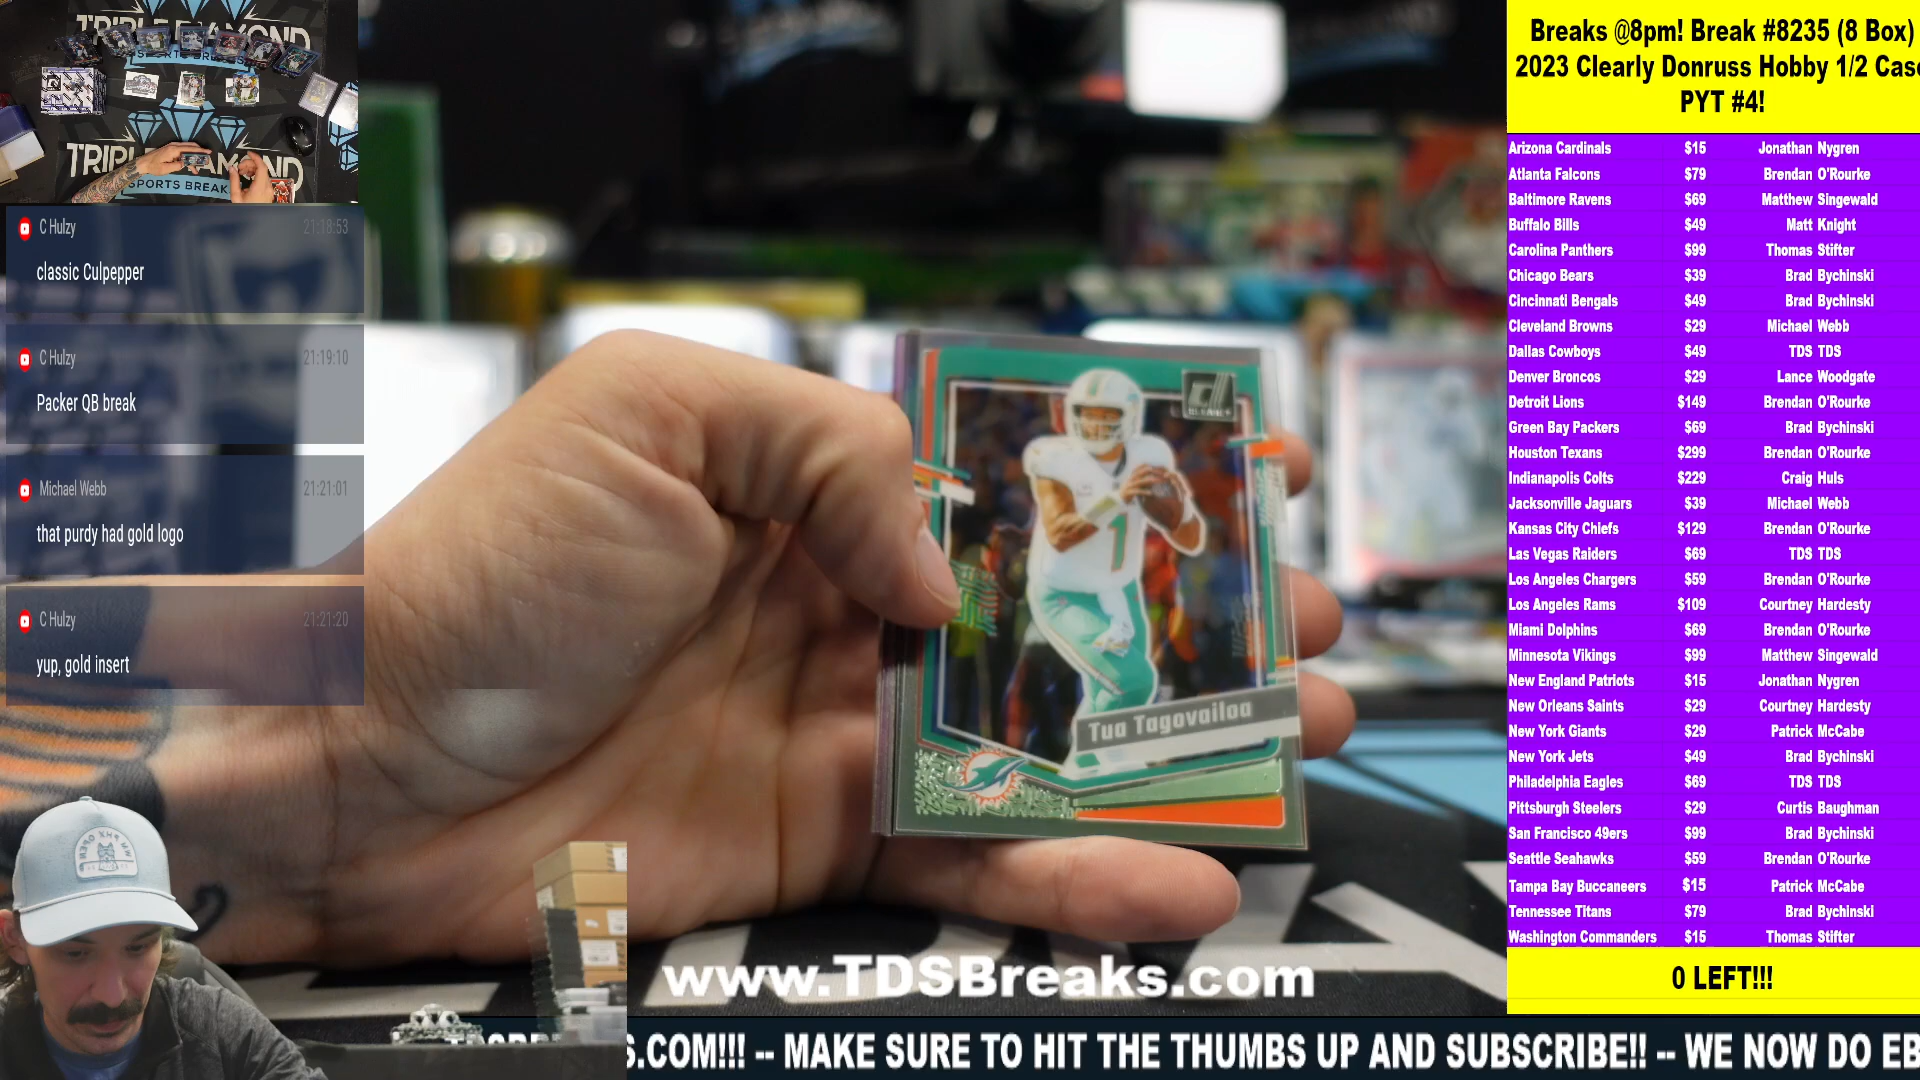 TRIPLE DIAMOND
SPORTS BREAKS
TRIPLE DIAMOND
SPORTS BREAK
C Hulzy 21:18:53
classic Culpepper
C Hulzy 21:19:10
Packer QB break
Michael Webb 21:21:01
that purdy had gold logo
C Hulzy 21:21:20
yup, gold insert
1
Tua Tagovailoa
www.TDSBreaks.com
S.COM!!! -- MAKE SURE TO HIT THE THUMBS UP AND SUBSCRIBE!! -- WE NOW DO EB
Breaks @8pm! Break #8235 (8 Box)
2023 Clearly Donruss Hobby 1/2 Case
PYT #4!
Arizona Cardinals $15 Jonathan Nygren
Atlanta Falcons $79 Brendan O'Rourke
Baltimore Ravens $69 Matthew Singewald
Buffalo Bills $49 Matt Knight
Carolina Panthers $99 Thomas Stifter
Chicago Bears $39 Brad Bychinski
Cincinnati Bengals $49 Brad Bychinski
Cleveland Browns $29 Michael Webb
Dallas Cowboys $49 TDS TDS
Denver Broncos $29 Lance Woodgate
Detroit Lions $149 Brendan O'Rourke
Green Bay Packers $69 Brad Bychinski
Houston Texans $299 Brendan O'Rourke
Indianapolis Colts $229 Craig Huls
Jacksonville Jaguars $39 Michael Webb
Kansas City Chiefs $129 Brendan O'Rourke
Las Vegas Raiders $69 TDS TDS
Los Angeles Chargers $59 Brendan O'Rourke
Los Angeles Rams $109 Courtney Hardesty
Miami Dolphins $69 Brendan O'Rourke
Minnesota Vikings $99 Matthew Singewald
New England Patriots $15 Jonathan Nygren
New Orleans Saints $29 Courtney Hardesty
New York Giants $29 Patrick McCabe
New York Jets $49 Brad Bychinski
Philadelphia Eagles $69 TDS TDS
Pittsburgh Steelers $29 Curtis Baughman
San Francisco 49ers $99 Brad Bychinski
Seattle Seahawks $59 Brendan O'Rourke
Tampa Bay Buccaneers $15 Patrick McCabe
Tennessee Titans $79 Brad Bychinski
Washington Commanders $15 Thomas Stifter
0 LEFT!!!